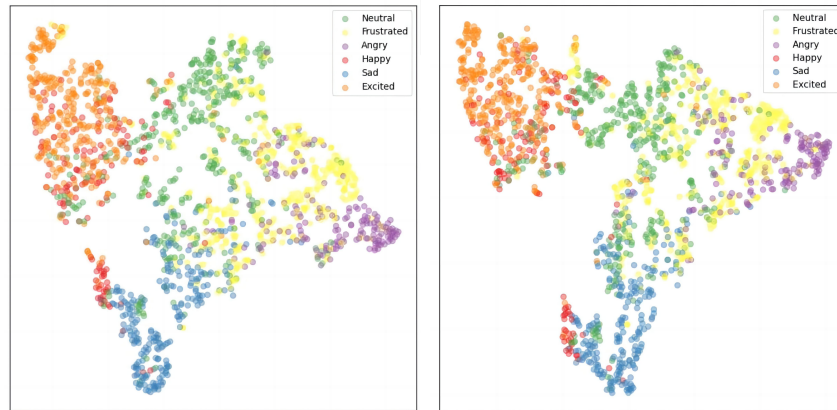 Neutral
Frustrated
Angry
Happy
Sad
Excited
Neutral
Frustrated
Angry
Happy
Sad
Excited